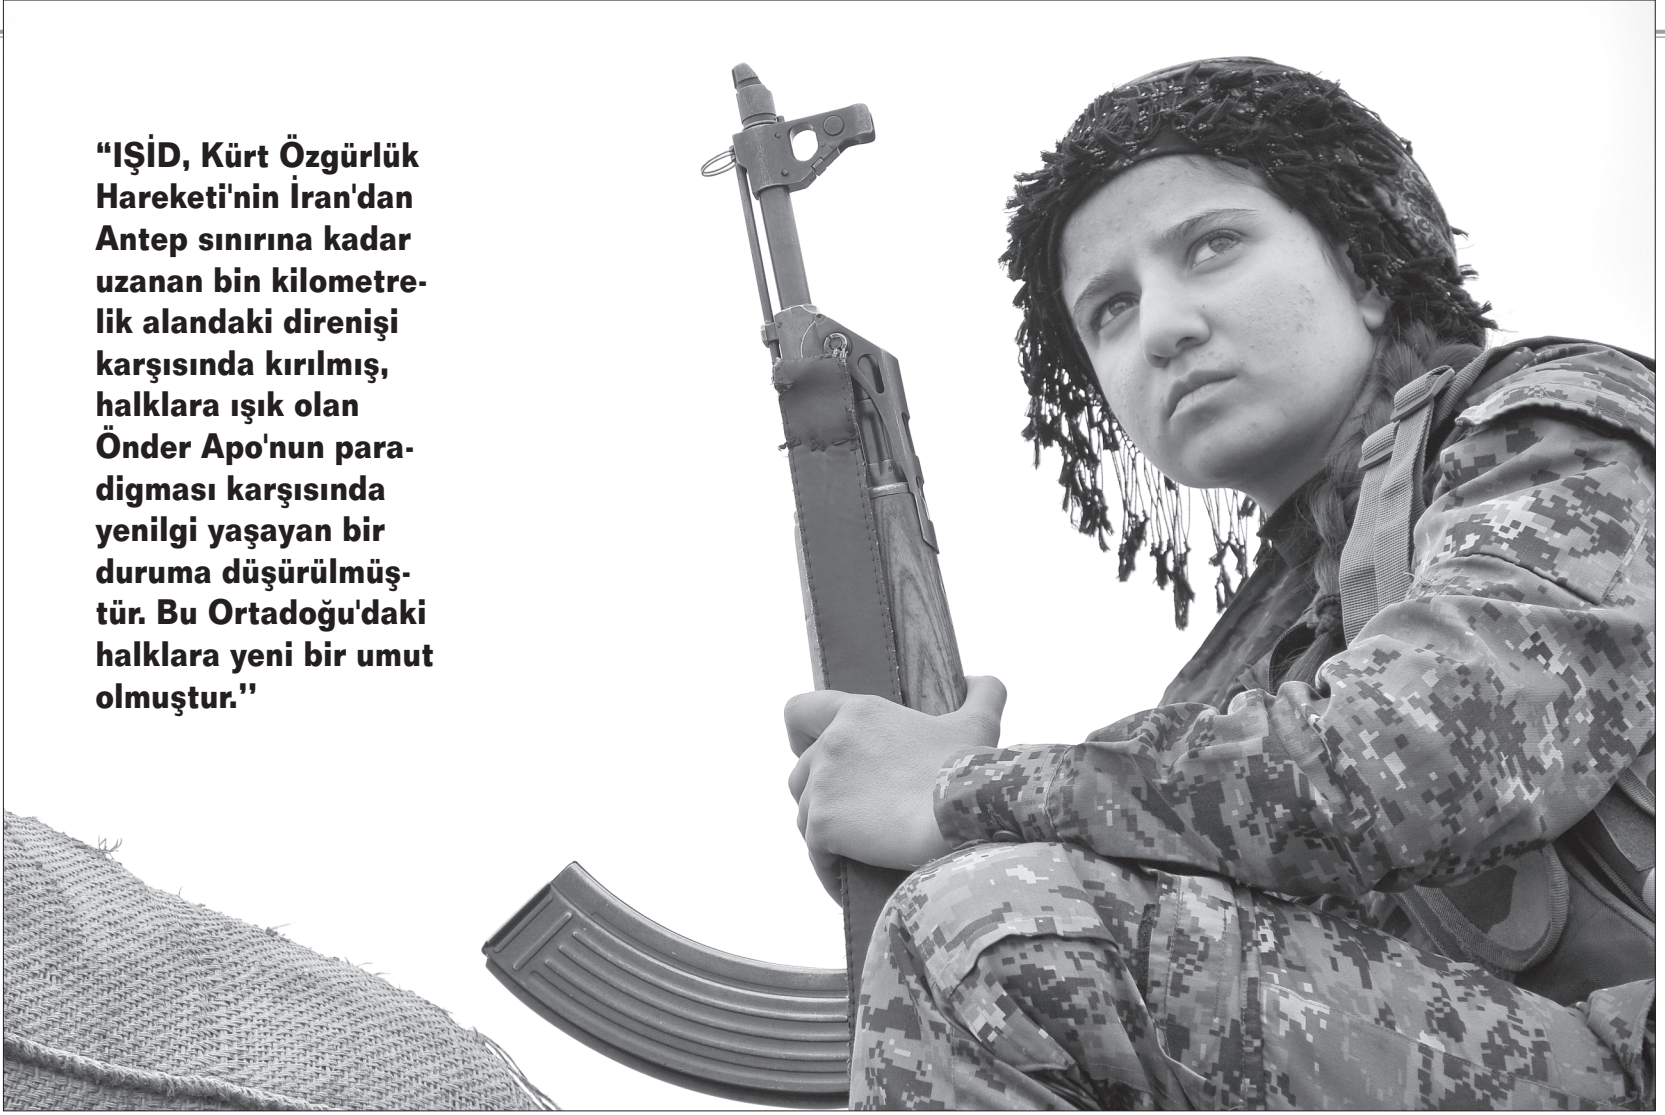 “IŞİD, Kürt Özgürlük
Hareketi'nin İran'dan
Antep sınırına kadar
uzanan bin kilometre-
lik alandaki direnişi
karşısında kırılmış,
halklara ışık olan
Önder Apo'nun para-
digması karşısında
yenilgi yaşayan bir
duruma düşürülmüş-
tür. Bu Ortadoğu'daki
halklara yeni bir umut
olmuştur.’’